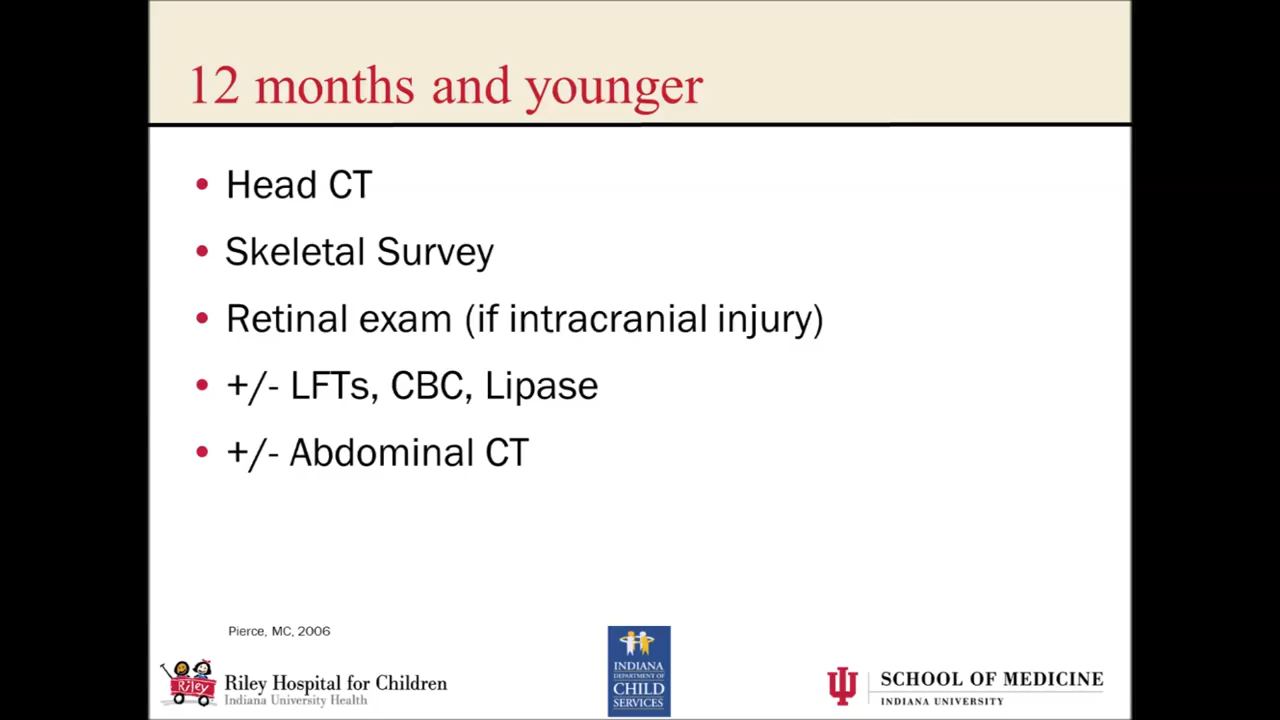 12 months and younger
• Head CT
• Skeletal Survey
• Retinal exam (if intracranial injury)
• +/- LFTs, CBC, Lipase
• +/- Abdominal CT
Pierce, MC, 2006
Riley
Riley Hospital for Children
Indiana University Health
INDIANA
DEPARTMENT OF
CHILD
SERVICES
SCHOOL OF MEDICINE
INDIANA UNIVERSITY